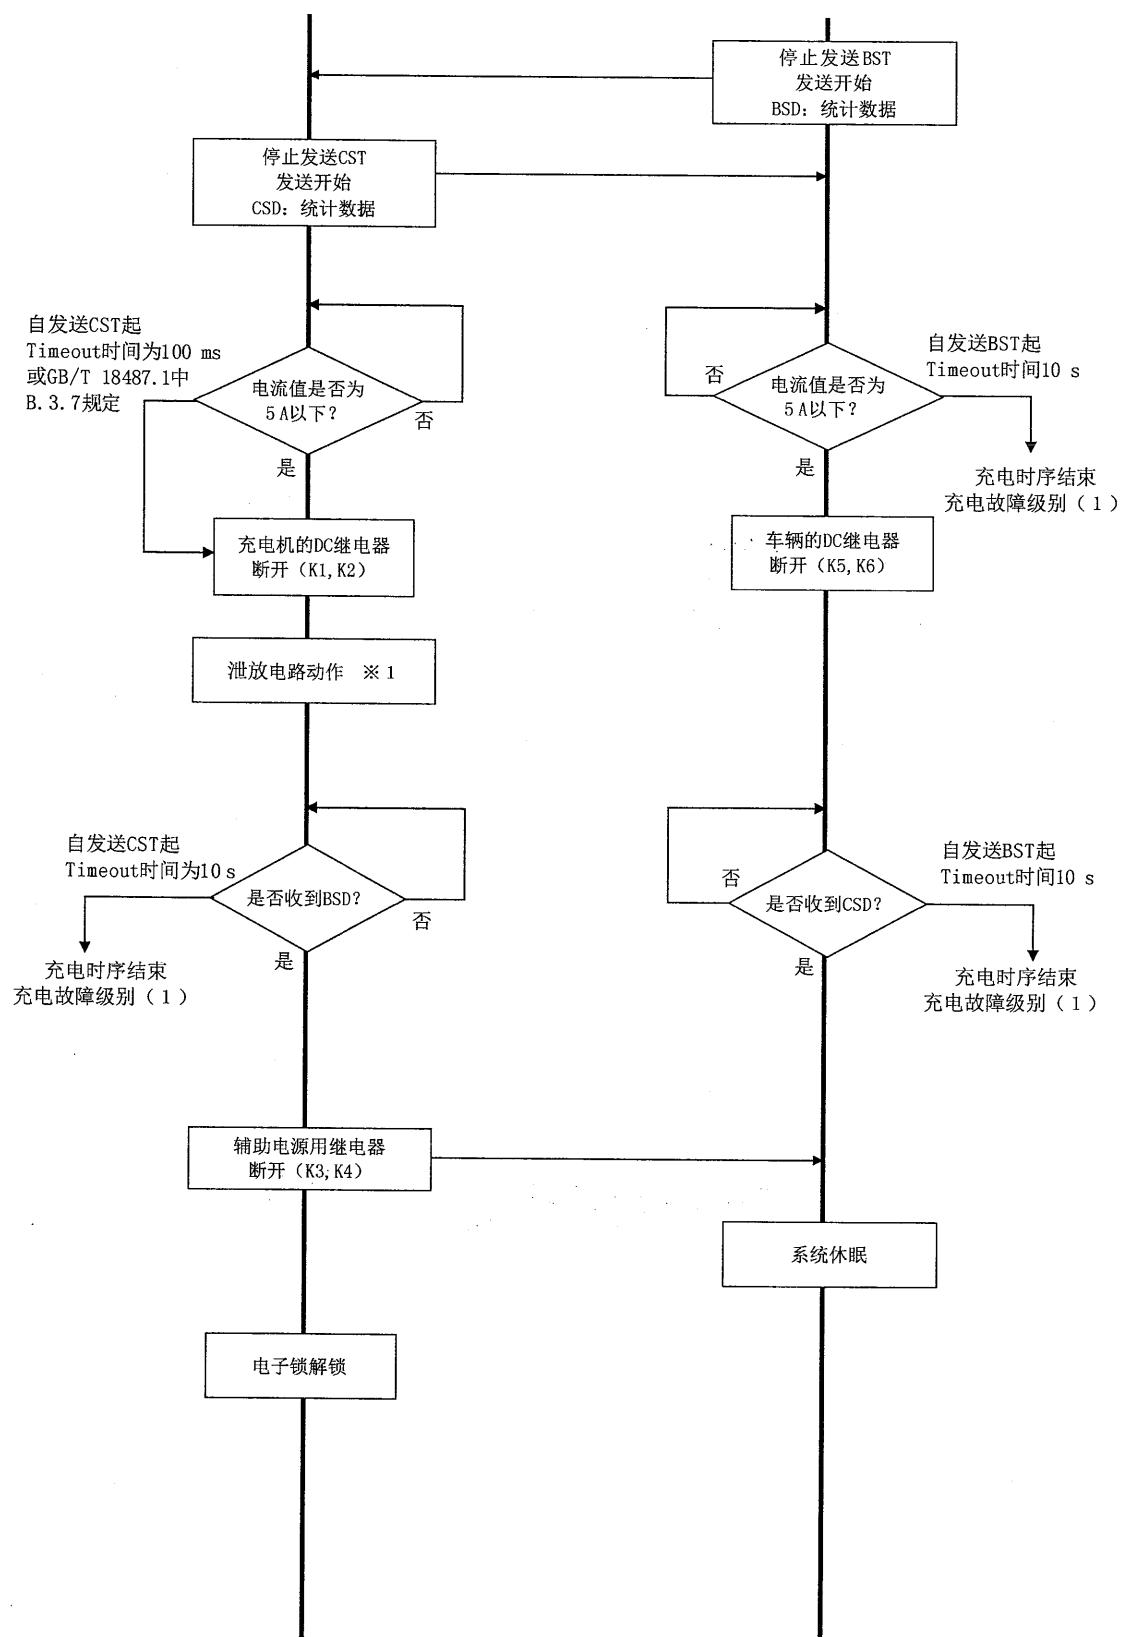 停止发送BST
发送开始
BSD：统计数据
停止发送CST
发送开始
CSD：统计数据
自发送CST起
Timeout时间为100 ms
或GB/T 18487.1中
B.3.7规定
电流值是否为
5A以下？
否
是
否
电流值是否为
5A以下？
是
自发送BST起
Timeout时间10 s
充电时序结束
充电故障级别（1）
充电机的DC继电器
断开（K1,K2）
车辆的DC继电器
断开（K5,K6）
泄放电路动作 ※1
自发送CST起
Timeout时间为10 s
是否收到BSD？
否
是
充电时序结束
充电故障级别（1）
否
是否收到CSD？
是
自发送BST起
Timeout时间10 s
充电时序结束
充电故障级别（1）
辅助电源用继电器
断开（K3,K4）
系统休眠
电子锁解锁